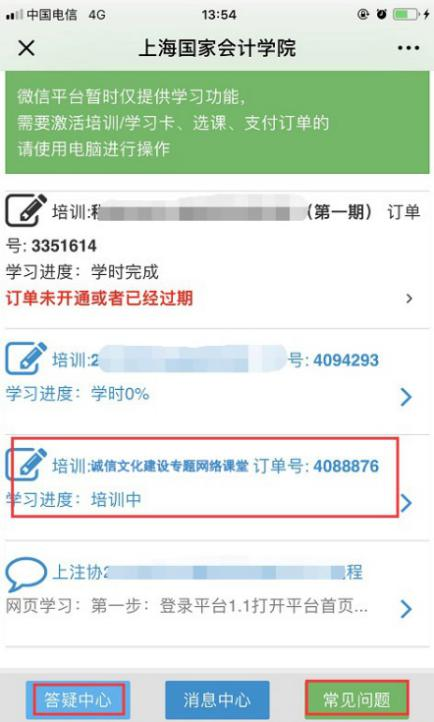 中国电信 4G 13:54
上海国家会计学院
微信平台暂时仅提供学习功能，
需要激活培训/学习卡、选课、支付订单的
请使用电脑进行操作
培训:（第一期） 订单
号: 3351614
学习进度：学时完成
订单未开通或者已经过期
培训:2 号: 4094293
学习进度：学时0%
培训:诚信文化建设专题网络课堂 订单号: 4088876
学习进度：培训中
上注协 程
网页学习：第一步：登录平台1.1打开平台首页...
答疑中心 消息中心 常见问题